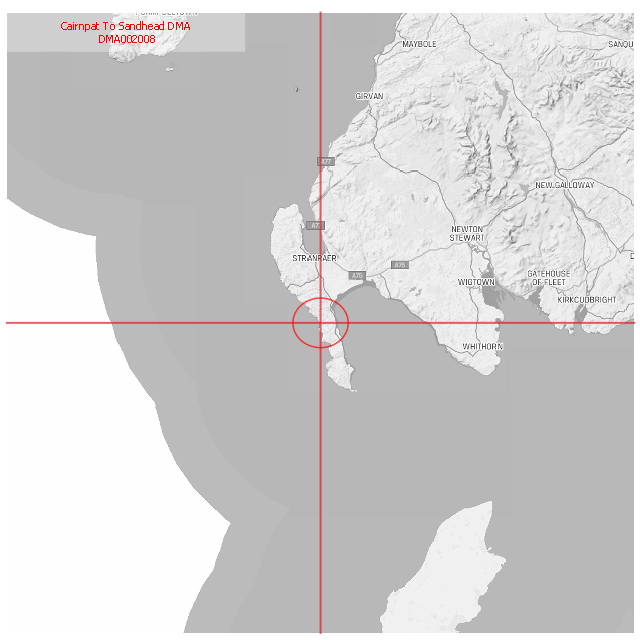 Cairnpat To Sandhead DMA
DMA002008
MAYBOLE
SANQU
GIRVAN
A77
NEW GALLOWAY
A77
NEWTON
STEWART
STRANRAER
A75
A75
WIGTOWN
GATEHOUSE
OF FLEET
KIRKCUDBRIGHT
WHITHORN